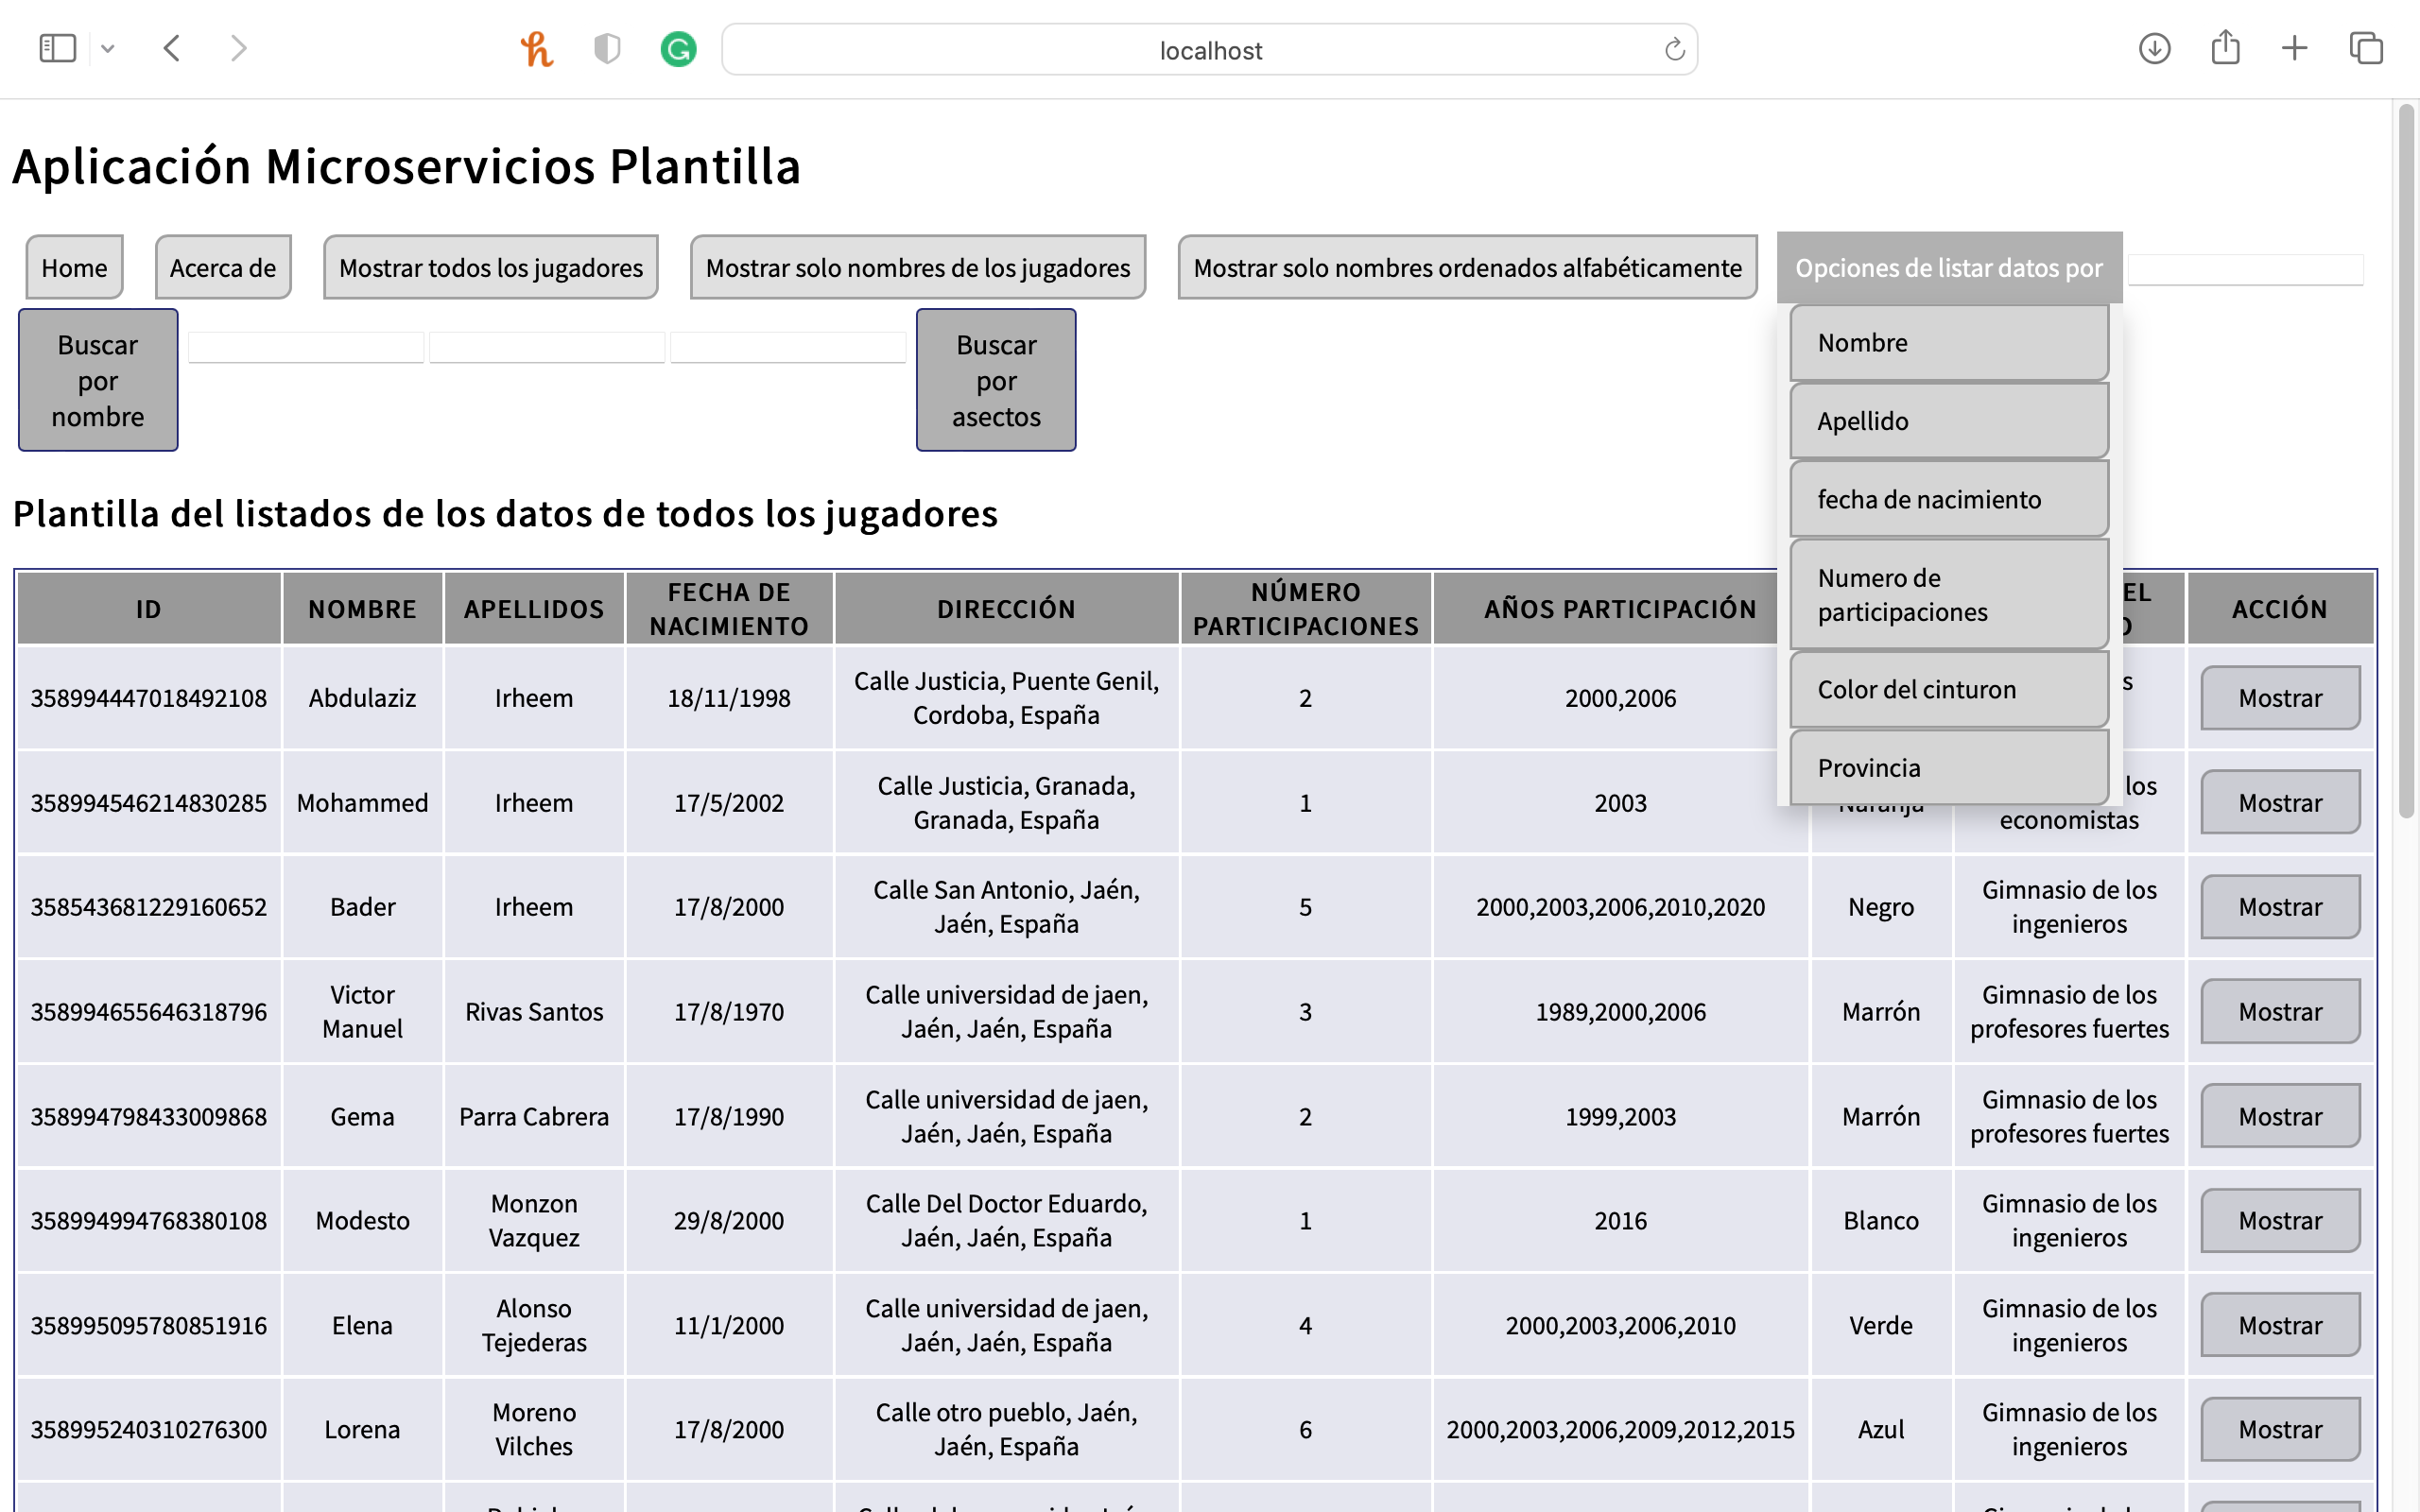 localhost
Aplicación Microservicios Plantilla
Home
Acerca de
Mostrar todos los jugadores
Mostrar solo nombres de los jugadores
Mostrar solo nombres ordenados alfabéticamente
Opciones de listar datos por
Nombre
Apellido
fecha de nacimiento
Numero de
participaciones
Color del cinturon
Provincia
Buscar
por
nombre
Buscar
por
asectos
Plantilla del listados de los datos de todos los jugadores
ID
NOMBRE
APELLIDOS
FECHA DE
NACIMIENTO
DIRECCIÓN
NÚMERO
PARTICIPACIONES
AÑOS PARTICIPACIÓN
ACCIÓN
358994447018492108
Abdulaziz
Irheem
18/11/1998
Calle Justicia, Puente Genil,
Cordoba, España
2
2000,2006
Mostrar
358994546214830285
Mohammed
Irheem
17/5/2002
Calle Justicia, Granada,
Granada, España
1
2003
Naranja
los
economistas
Mostrar
358543681229160652
Bader
Irheem
17/8/2000
Calle San Antonio, Jaén,
Jaén, España
5
2000,2003,2006,2010,2020
Negro
Gimnasio de los
ingenieros
Mostrar
358994655646318796
Victor
Manuel
Rivas Santos
17/8/1970
Calle universidad de jaen,
Jaén, Jaén, España
3
1989,2000,2006
Marrón
Gimnasio de los
profesores fuertes
Mostrar
358994798433009868
Gema
Parra Cabrera
17/8/1990
Calle universidad de jaen,
Jaén, Jaén, España
2
1999,2003
Marrón
Gimnasio de los
profesores fuertes
Mostrar
358994994768380108
Modesto
Monzon
Vazquez
29/8/2000
Calle Del Doctor Eduardo,
Jaén, Jaén, España
1
2016
Blanco
Gimnasio de los
ingenieros
Mostrar
358995095780851916
Elena
Alonso
Tejederas
11/1/2000
Calle universidad de jaen,
Jaén, Jaén, España
4
2000,2003,2006,2010
Verde
Gimnasio de los
ingenieros
Mostrar
358995240310276300
Lorena
Moreno
Vilches
17/8/2000
Calle otro pueblo, Jaén,
Jaén, España
6
2000,2003,2006,2009,2012,2015
Azul
Gimnasio de los
ingenieros
Mostrar